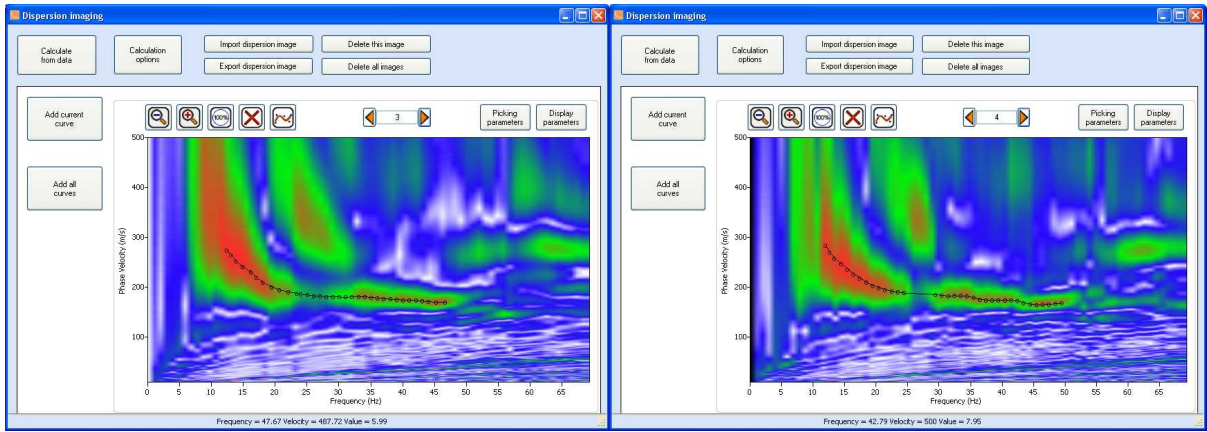 Dispersion imaging
Calculate
from data
Calculation
options
Import dispersion image
Delete this image
Export dispersion image
Delete all images
Add current
curve
Add all
curves
100%
3
Picking
parameters
Display
parameters
500
400
300
200
100
Phase Velocity (m/s)
0 5 10 15 20 25 30 35 40 45 50 55 60 65
Frequency (Hz)
Frequency = 47.67 Velocity = 487.72 Value = 5.99
Dispersion imaging
Calculate
from data
Calculation
options
Import dispersion image
Delete this image
Export dispersion image
Delete all images
Add current
curve
Add all
curves
100%
4
Picking
parameters
Display
parameters
500
400
300
200
100
Phase Velocity (m/s)
0 5 10 15 20 25 30 35 40 45 50 55 60 65
Frequency (Hz)
Frequency = 42.79 Velocity = 500 Value = 7.95